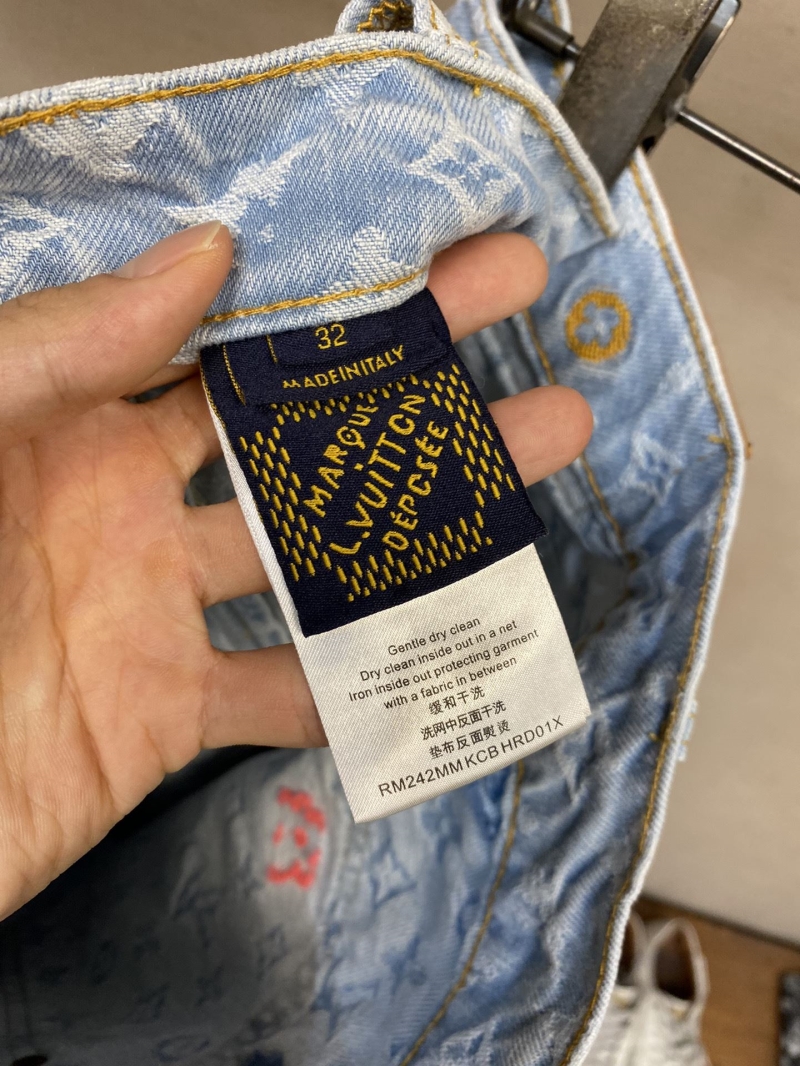 32
MADEINITALY
MARQUE
L.VUITTON
DÉPCSÉE
Gentle dry clean
Dry clean inside out in a net
Iron inside out protecting garment
with a fabric in between
缓和干洗
洗网中反面干洗
垫布反面熨烫
RM242MM KCB HRD01X